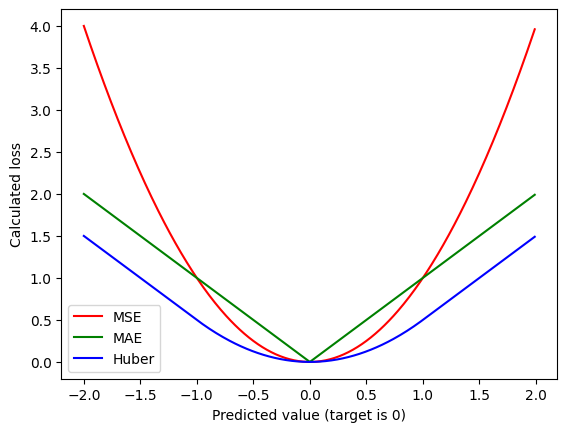 4.0
3.5
3.0
2.5
2.0
1.5
1.0
0.5
0.0
Calculated loss
MSE
MAE
Huber
−2.0 −1.5 −1.0 −0.5 0.0 0.5 1.0 1.5 2.0
Predicted value (target is 0)